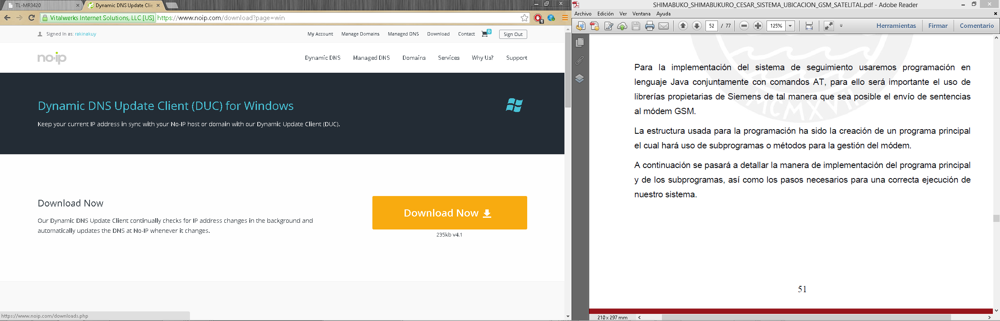 TL-MR3420
Dynamic DNS Update Clie
Vitalwerks Internet Solutions, LLC [US]
https://www.noip.com/download?page=win
1
Signed In as: rakinakuy
My Account
Manage Domains
Managed DNS
Download
Contact
0
Sign Out
no-ip
Dynamic DNS
Managed DNS
Domains
Services
Why Us?
Support
Dynamic DNS Update Client (DUC) for Windows
Keep your current IP address in sync with your No-IP host or domain with our Dynamic Update Client (DUC).
Download Now
Our Dynamic DNS Update Client continually checks for IP address changes in the background and
automatically updates the DNS at No-IP whenever it changes.
Download Now
235kb v4.1
https://www.noip.com/downloads.php
SHIMABUKO_SHIMABUKURO_CESAR_SISTEMA_UBICACION_GSM_SATELITAL.pdf - Adobe Reader
Archivo Edición Ver Ventana Ayuda
52 / 77
125%
Herramientas
Firmar
Comentario
Para la implementación del sistema de seguimiento usaremos programación en
lenguaje Java conjuntamente con comandos AT, para ello será importante el uso de
librerías propietarias de Siemens de tal manera que sea posible el envío de sentencias
al módem GSM.
MCMXVII
La estructura usada para la programación ha sido la creación de un programa principal
el cual hará uso de subprogramas o métodos para la gestión del módem.
A continuación se pasará a detallar la manera de implementación del programa principal
y de los subprogramas, así como los pasos necesarios para una correcta ejecución de
nuestro sistema.
51
210 x 297 mm